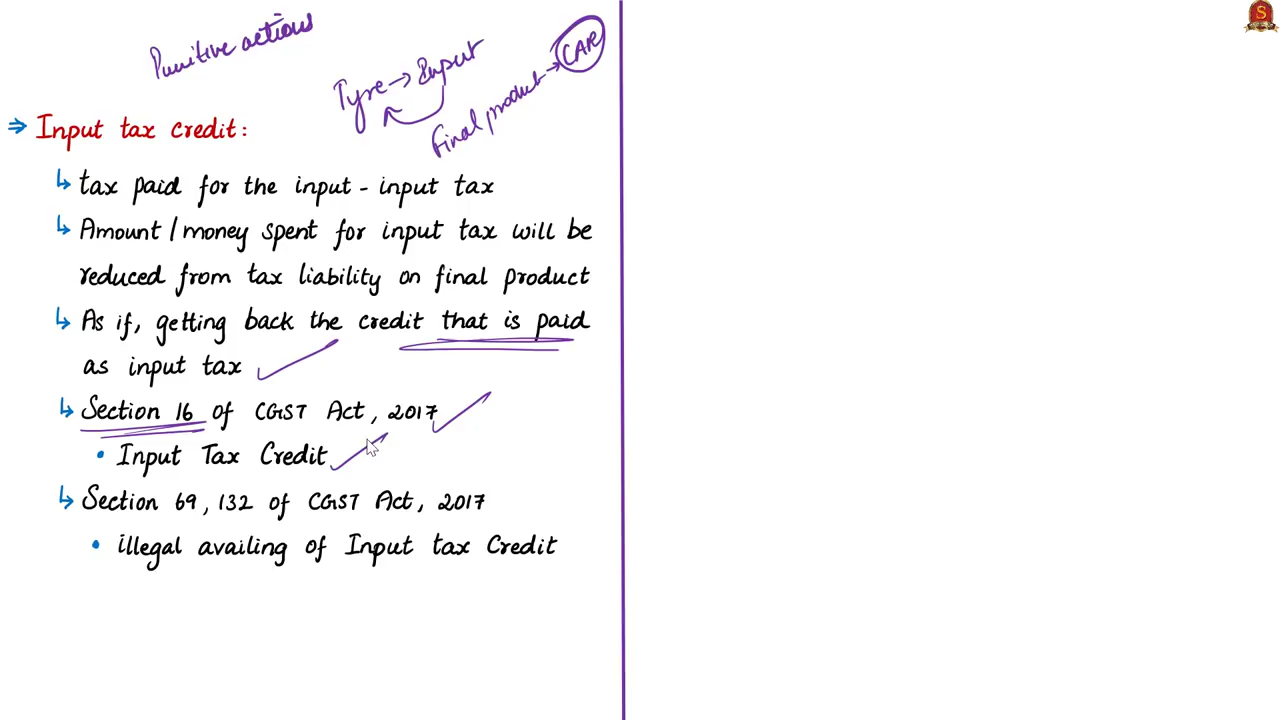 Punitive actions
Tyre → Input
Final product → CAR
⇒ Input tax credit:
↳ tax paid for the input - input tax
↳ Amount/money spent for input tax will be
reduced from tax liability on final product
↳ As if, getting back the credit that is paid
as input tax
↳ Section 16 of CGST Act, 2017
• Input Tax Credit
↳ Section 69, 132 of CGST Act, 2017
• illegal availing of Input tax Credit
S